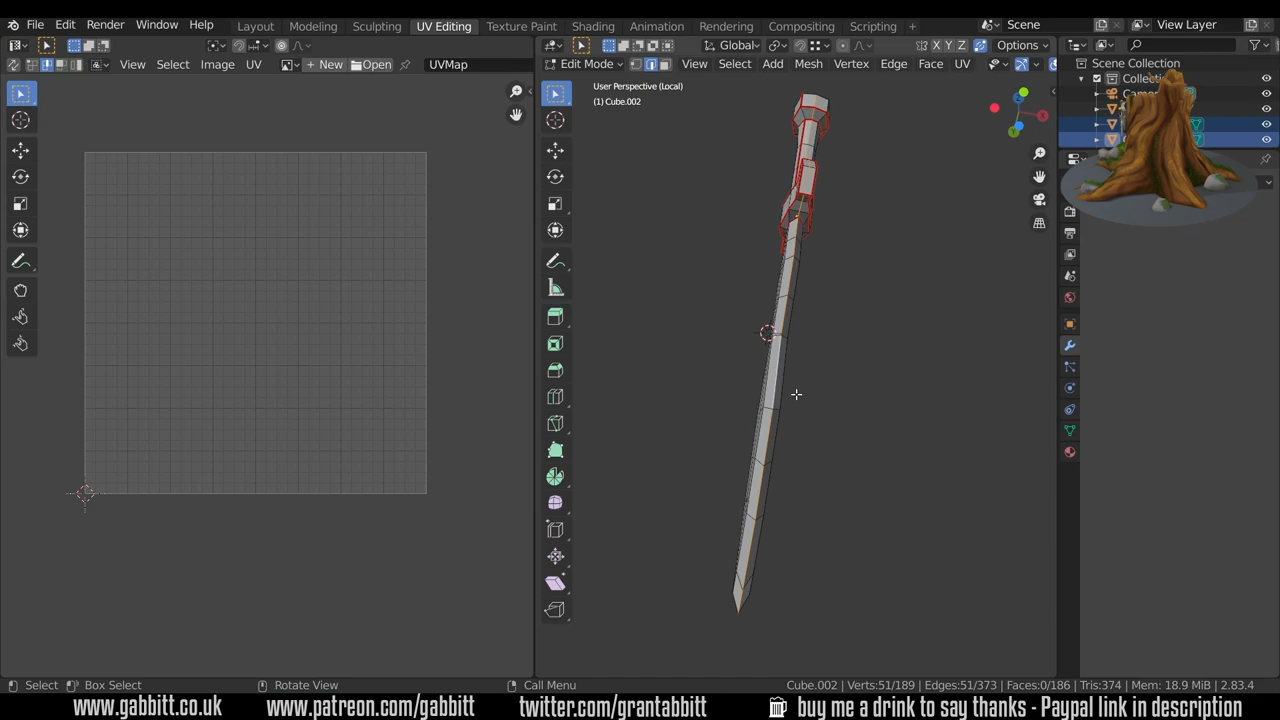 File Edit Render Window Help Layout Modeling Sculpting UV Editing Texture Paint Shading Animation Rendering Compositing Scripting + Scene View Layer
Global Options
View Select Image UV + New Open UVMap
Edit Mode View Select Add Mesh Vertex Edge Face UV
X Y Z
Scene Collection
Collecti
Camer
User Perspective (Local)
(1) Cube.002
Select Box Select Rotate View Call Menu Cube.002 | Verts:51/189 | Edges:51/373 | Faces:0/186 | Tris:374 | Mem: 18.9 MiB | 2.83.4
www.gabbitt.co.uk www.patreon.com/gabbitt twitter.com/grantabbitt buy me a drink to say thanks - Paypal link in description